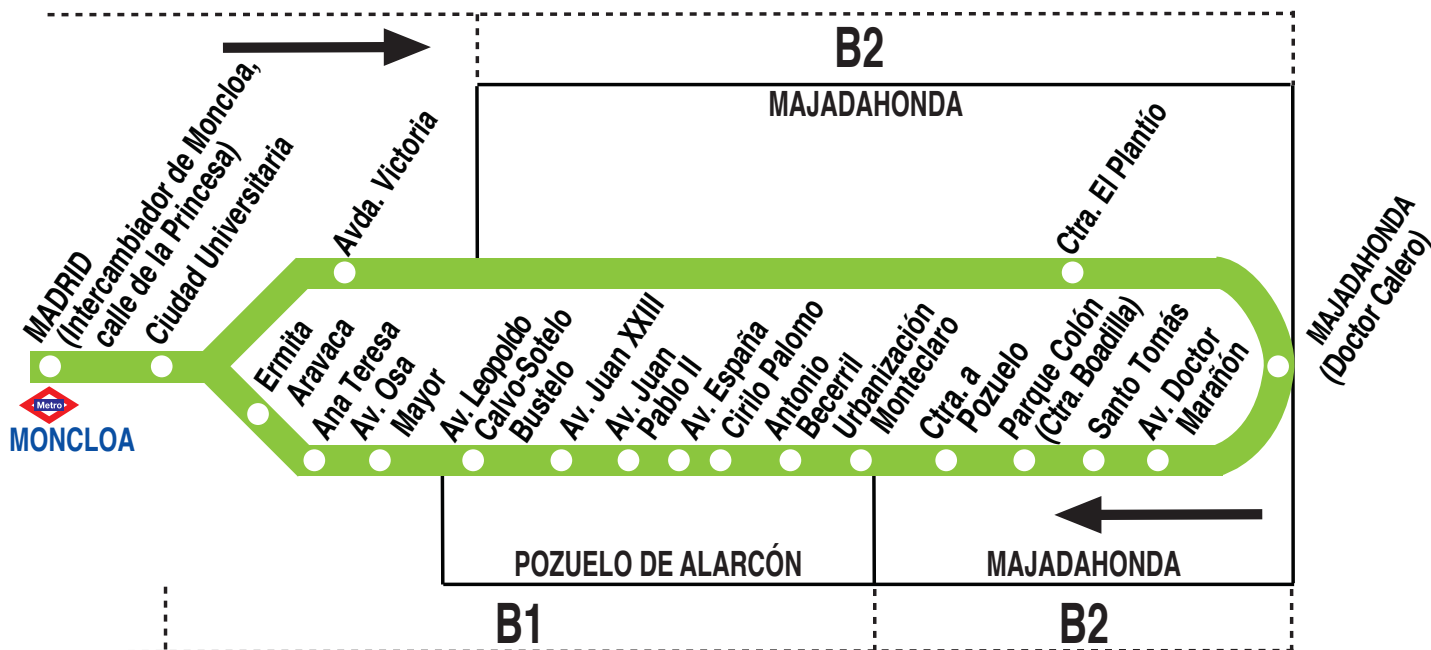 B2
MAJADAHONDA
MADRID
(Intercambiador de Moncloa,
calle de la Princesa)
Ciudad Universitaria
Avda. Victoria
Ctra. El Plantío
MAJADAHONDA
(Doctor Calero)
Metro
MONCLOA
Ermita
Aravaca
Ana Teresa
Av. Osa
Mayor
Av. Leopoldo
Calvo-Sotelo
Bustelo
Av. Juan XXIII
Av. Juan
Pablo II
Av. España
Cirilo Palomo
Antonio
Becerril
Urbanización
Monteclaro
Ctra. a
Pozuelo
Parque Colón
(Ctra. Boadilla)
Santo Tomás
Av. Doctor
Marañón
POZUELO DE ALARCÓN
MAJADAHONDA
B1
B2